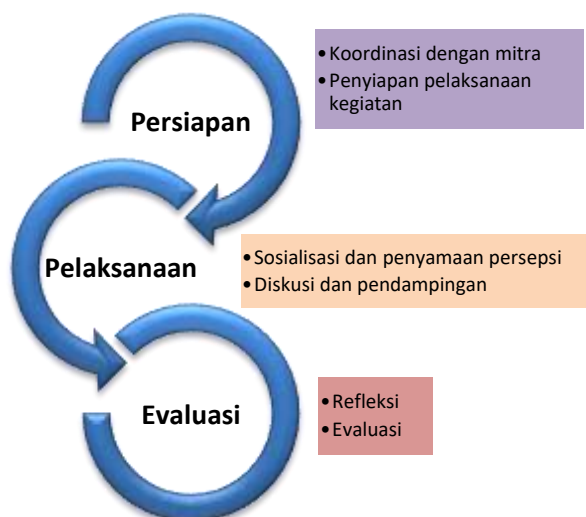 Persiapan
• Koordinasi dengan mitra
• Penyiapan pelaksanaan
kegiatan
Pelaksanaan
• Sosialisasi dan penyamaan persepsi
• Diskusi dan pendampingan
Evaluasi
• Refleksi
• Evaluasi